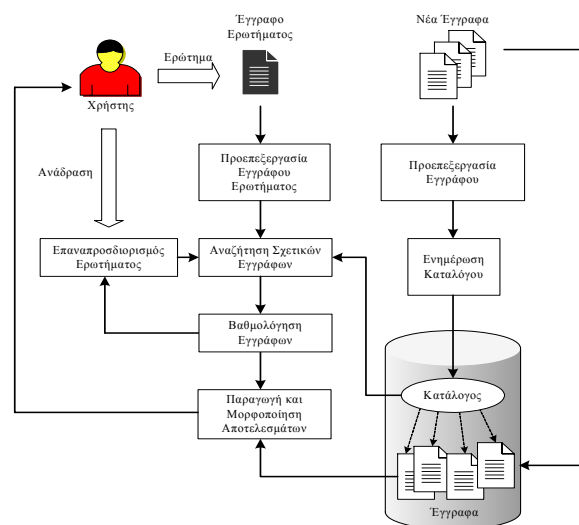 Έγγραφο
Ερωτήματος
Νέα Έγγραφα
Ερώτημα
Χρήστης
Ανάδραση
Προεπεξεργασία
Εγγράφου
Ερωτήματος
Προεπεξεργασία
Εγγράφου
Επαναπροσδιορισμός
Ερωτήματος
Αναζήτηση Σχετικών
Εγγράφων
Ενημέρωση
Καταλόγου
Βαθμολόγηση
Εγγράφων
Παραγωγή και
Μορφοποίηση
Αποτελεσμάτων
Κατάλογος
Έγγραφα